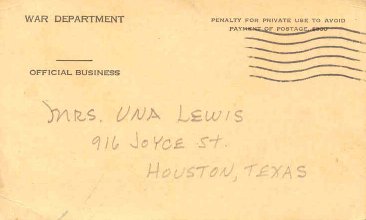 WAR DEPARTMENT
OFFICIAL BUSINESS
PENALTY FOR PRIVATE USE TO AVOID
PAYMENT OF POSTAGE, $300
MRS. UNA LEWIS
916 JOYCE St.
HOUSTON, TEXAS